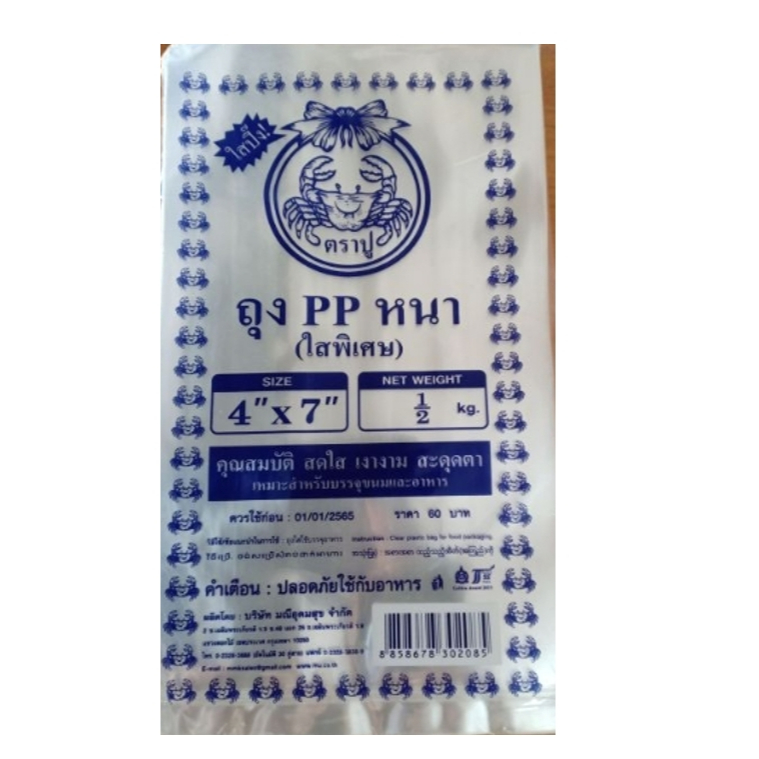 ใสปิ๊ง!!
ตราปู
ถุง PP หนา
(ใสพิเศษ)
SIZE
4" x 7"
NET WEIGHT
1/2 kg.
คุณสมบัติ สดใส เงางาม สะดุดตา
เหมาะสำหรับบรรจุขนมและอาหาร
ควรใช้ก่อน : 01/01/2565 ราคา 60 บาท
Instruction : Clear plastic bag for food packaging
คำเตือน : ปลอดภัยใช้กับอาหาร
ผลิตโดย : บริษัท มณีอุดมสุข จำกัด
8 858678 302085